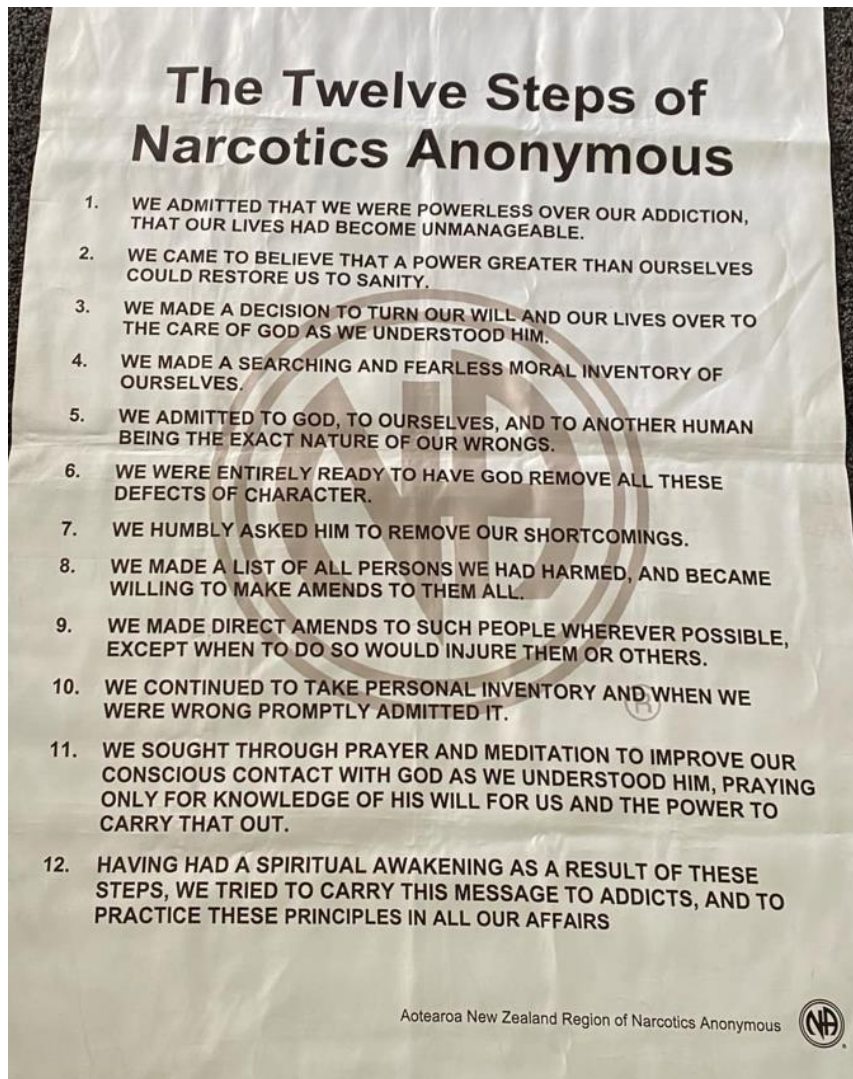 The Twelve Steps of
Narcotics Anonymous
1. WE ADMITTED THAT WE WERE POWERLESS OVER OUR ADDICTION,
THAT OUR LIVES HAD BECOME UNMANAGEABLE.
2. WE CAME TO BELIEVE THAT A POWER GREATER THAN OURSELVES
COULD RESTORE US TO SANITY.
3. WE MADE A DECISION TO TURN OUR WILL AND OUR LIVES OVER TO
THE CARE OF GOD AS WE UNDERSTOOD HIM.
4. WE MADE A SEARCHING AND FEARLESS MORAL INVENTORY OF
OURSELVES.
5. WE ADMITTED TO GOD, TO OURSELVES, AND TO ANOTHER HUMAN
BEING THE EXACT NATURE OF OUR WRONGS.
6. WE WERE ENTIRELY READY TO HAVE GOD REMOVE ALL THESE
DEFECTS OF CHARACTER.
7. WE HUMBLY ASKED HIM TO REMOVE OUR SHORTCOMINGS.
8. WE MADE A LIST OF ALL PERSONS WE HAD HARMED, AND BECAME
WILLING TO MAKE AMENDS TO THEM ALL.
9. WE MADE DIRECT AMENDS TO SUCH PEOPLE WHEREVER POSSIBLE,
EXCEPT WHEN TO DO SO WOULD INJURE THEM OR OTHERS.
10. WE CONTINUED TO TAKE PERSONAL INVENTORY AND WHEN WE
WERE WRONG PROMPTLY ADMITTED IT.
11. WE SOUGHT THROUGH PRAYER AND MEDITATION TO IMPROVE OUR
CONSCIOUS CONTACT WITH GOD AS WE UNDERSTOOD HIM, PRAYING
ONLY FOR KNOWLEDGE OF HIS WILL FOR US AND THE POWER TO
CARRY THAT OUT.
12. HAVING HAD A SPIRITUAL AWAKENING AS A RESULT OF THESE
STEPS, WE TRIED TO CARRY THIS MESSAGE TO ADDICTS, AND TO
PRACTICE THESE PRINCIPLES IN ALL OUR AFFAIRS
NA
®
Aotearoa New Zealand Region of Narcotics Anonymous NA